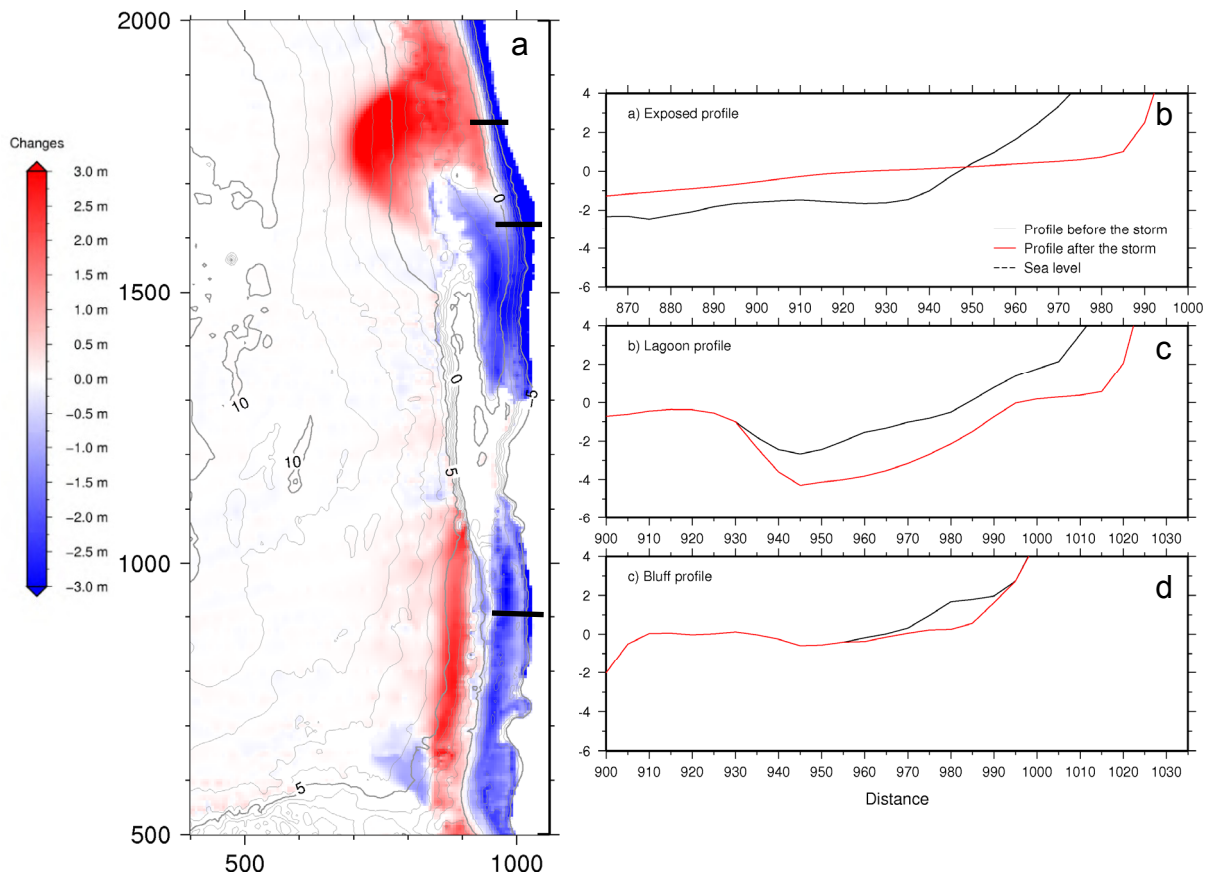 Changes
3.0 m
2.5 m
2.0 m
1.5 m
1.0 m
0.5 m
0.0 m
−0.5 m
−1.0 m
−1.5 m
−2.0 m
−2.5 m
−3.0 m
a
2000
1500
1000
500
500 1000
0
0
10
10
5
−5
5
b
a) Exposed profile
Profile before the storm
Profile after the storm
Sea level
4
2
0
-2
-4
-6
870 880 890 900 910 920 930 940 950 960 970 980 990 1000
c
b) Lagoon profile
4
2
0
-2
-4
-6
900 910 920 930 940 950 960 970 980 990 1000 1010 1020 1030
d
c) Bluff profile
4
2
0
-2
-4
-6
900 910 920 930 940 950 960 970 980 990 1000 1010 1020 1030
Distance